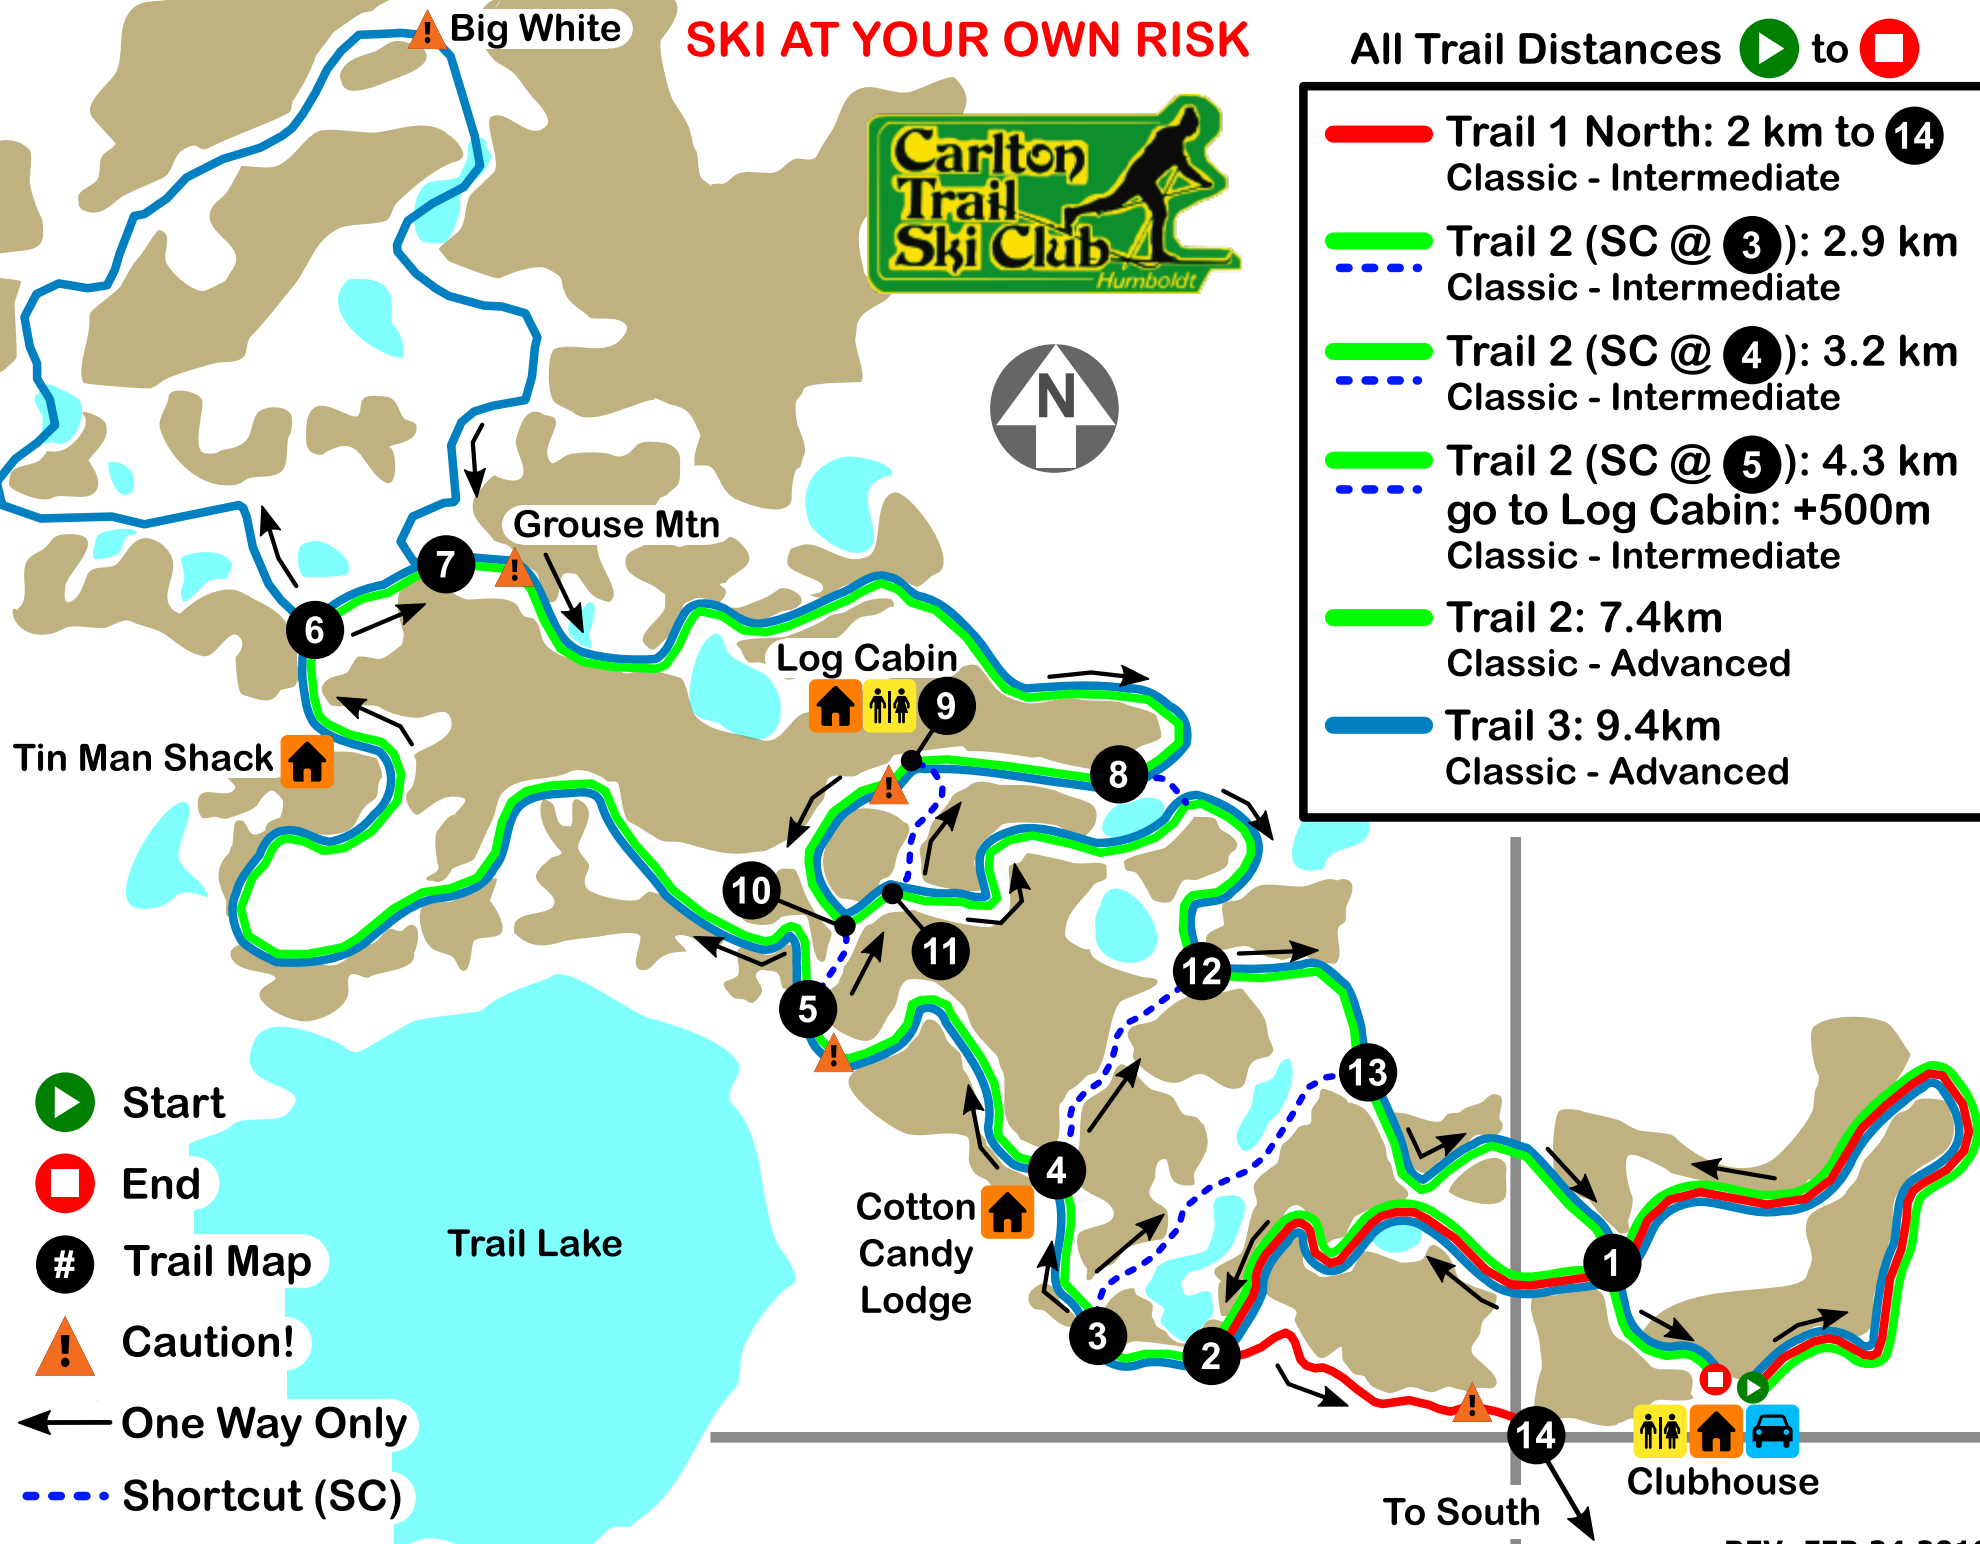 Big White
SKI AT YOUR OWN RISK
All Trail Distances to
Carlton
Trail
Ski Club
Humboldt
N
Trail 1 North: 2 km to 14
Classic - Intermediate
Trail 2 (SC @ 3): 2.9 km
Classic - Intermediate
Trail 2 (SC @ 4): 3.2 km
Classic - Intermediate
Trail 2 (SC @ 5): 4.3 km
go to Log Cabin: +500m
Classic - Intermediate
Trail 2: 7.4km
Classic - Advanced
Trail 3: 9.4km
Classic - Advanced
Grouse Mtn
7
6
Log Cabin
9
Tin Man Shack
8
10
11
12
5
13
4
Cotton
Candy
Lodge
1
3
2
14
Clubhouse
To South
Trail Lake
Start
End
# Trail Map
! Caution!
One Way Only
Shortcut (SC)